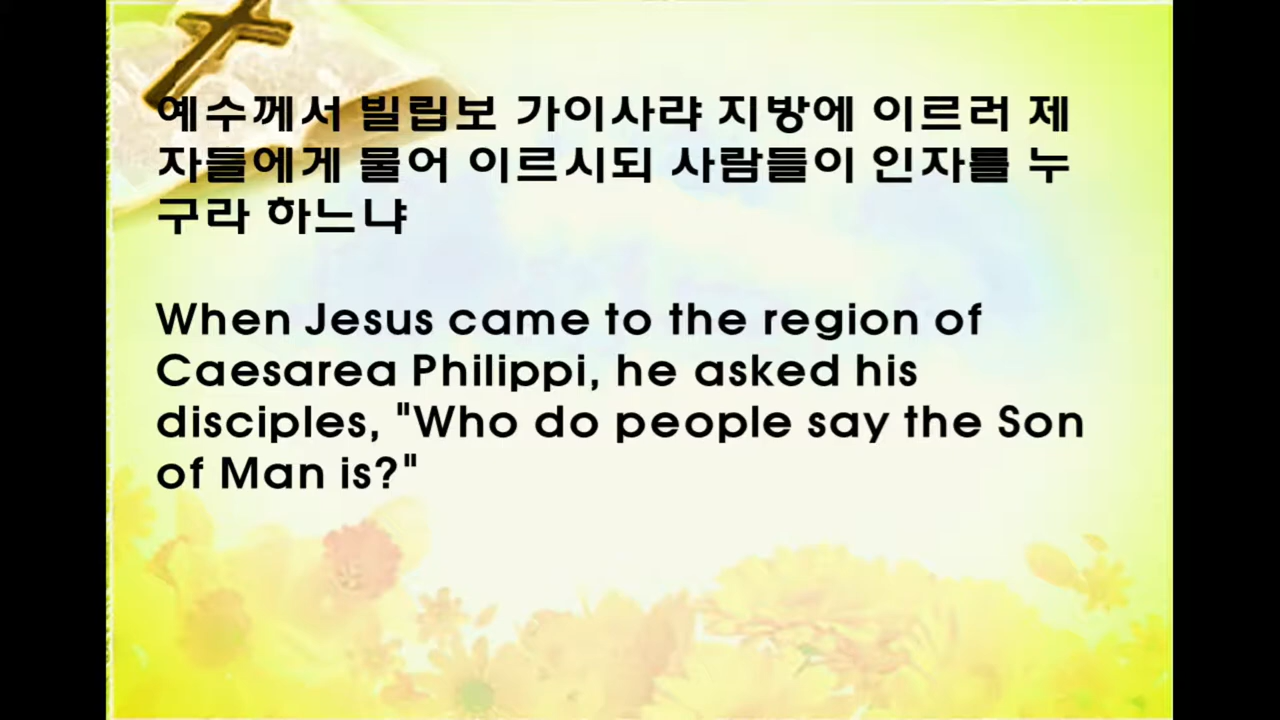 예수께서 빌립보 가이사랴 지방에 이르러 제
자들에게 물어 이르시되 사람들이 인자를 누
구라 하느냐
When Jesus came to the region of
Caesarea Philippi, he asked his
disciples, "Who do people say the Son
of Man is?"